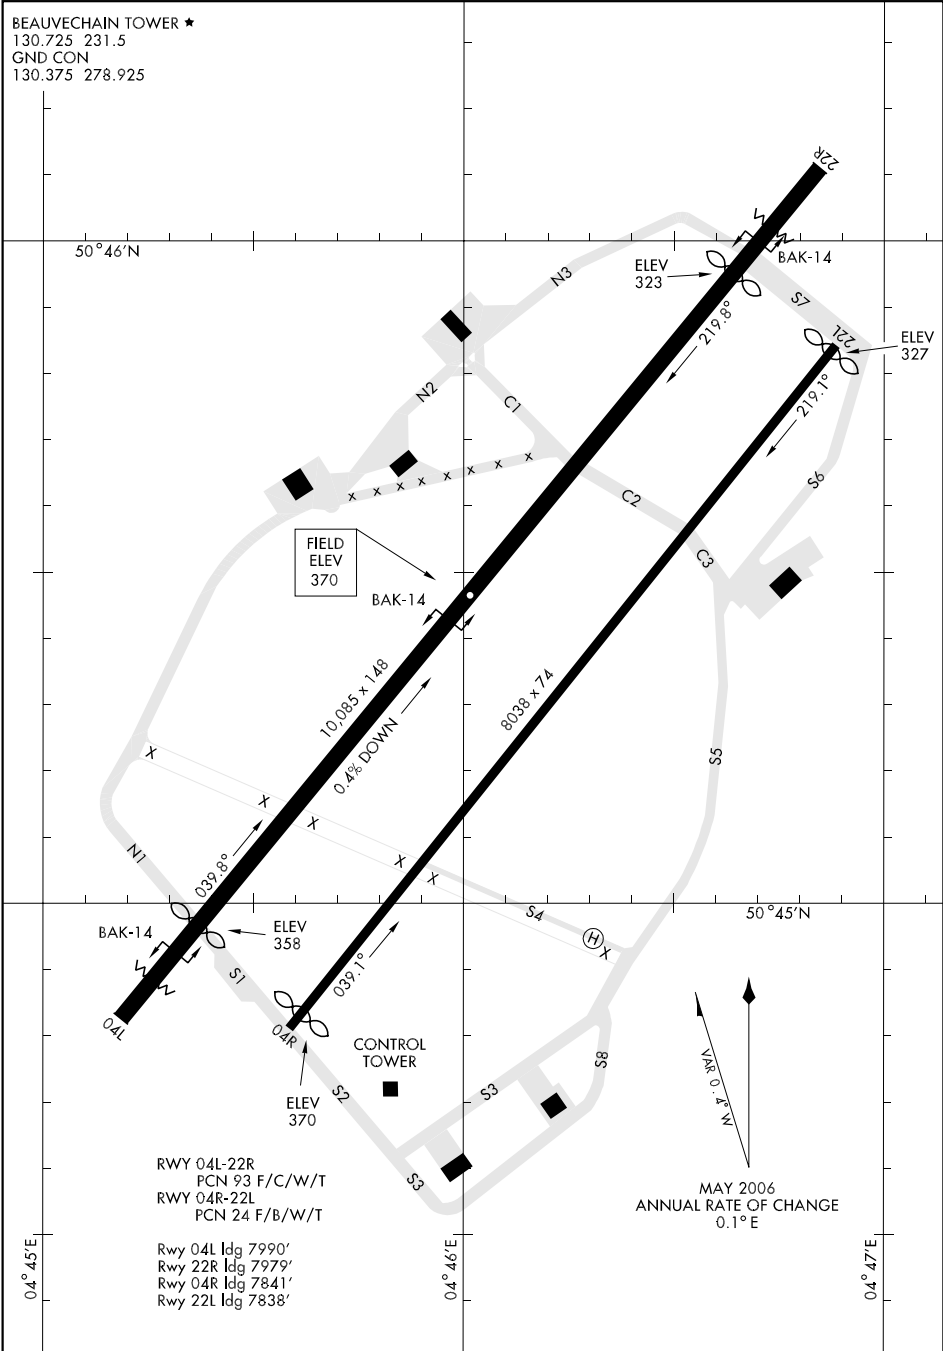 BEAUVECHAIN TOWER ★
130.725 231.5
GND CON
130.375 278.925
22R
50°46'N
BAK-14
ELEV
323
N3
S7
219.8°
22L
ELEV
327
N2
C1
219.1°
x x x x x x x x
S6
C2
C3
FIELD
ELEV
370
BAK-14
10,085 x 148
0.4% DOWN
8038 x 74
S5
X
X
X
X
X
N1
039.8°
50°45'N
S4
H
X
BAK-14
ELEV
358
S1
039.1°
04L
04R
CONTROL
TOWER
ELEV
370
S2
S3
S8
VAR 0.4° W
S3
RWY 04L-22R
PCN 93 F/C/W/T
RWY 04R-22L
PCN 24 F/B/W/T
MAY 2006
ANNUAL RATE OF CHANGE
0.1° E
Rwy 04L ldg 7990'
Rwy 22R ldg 7979'
Rwy 04R ldg 7841'
Rwy 22L ldg 7838'
04°45'E
04°46'E
04°47'E